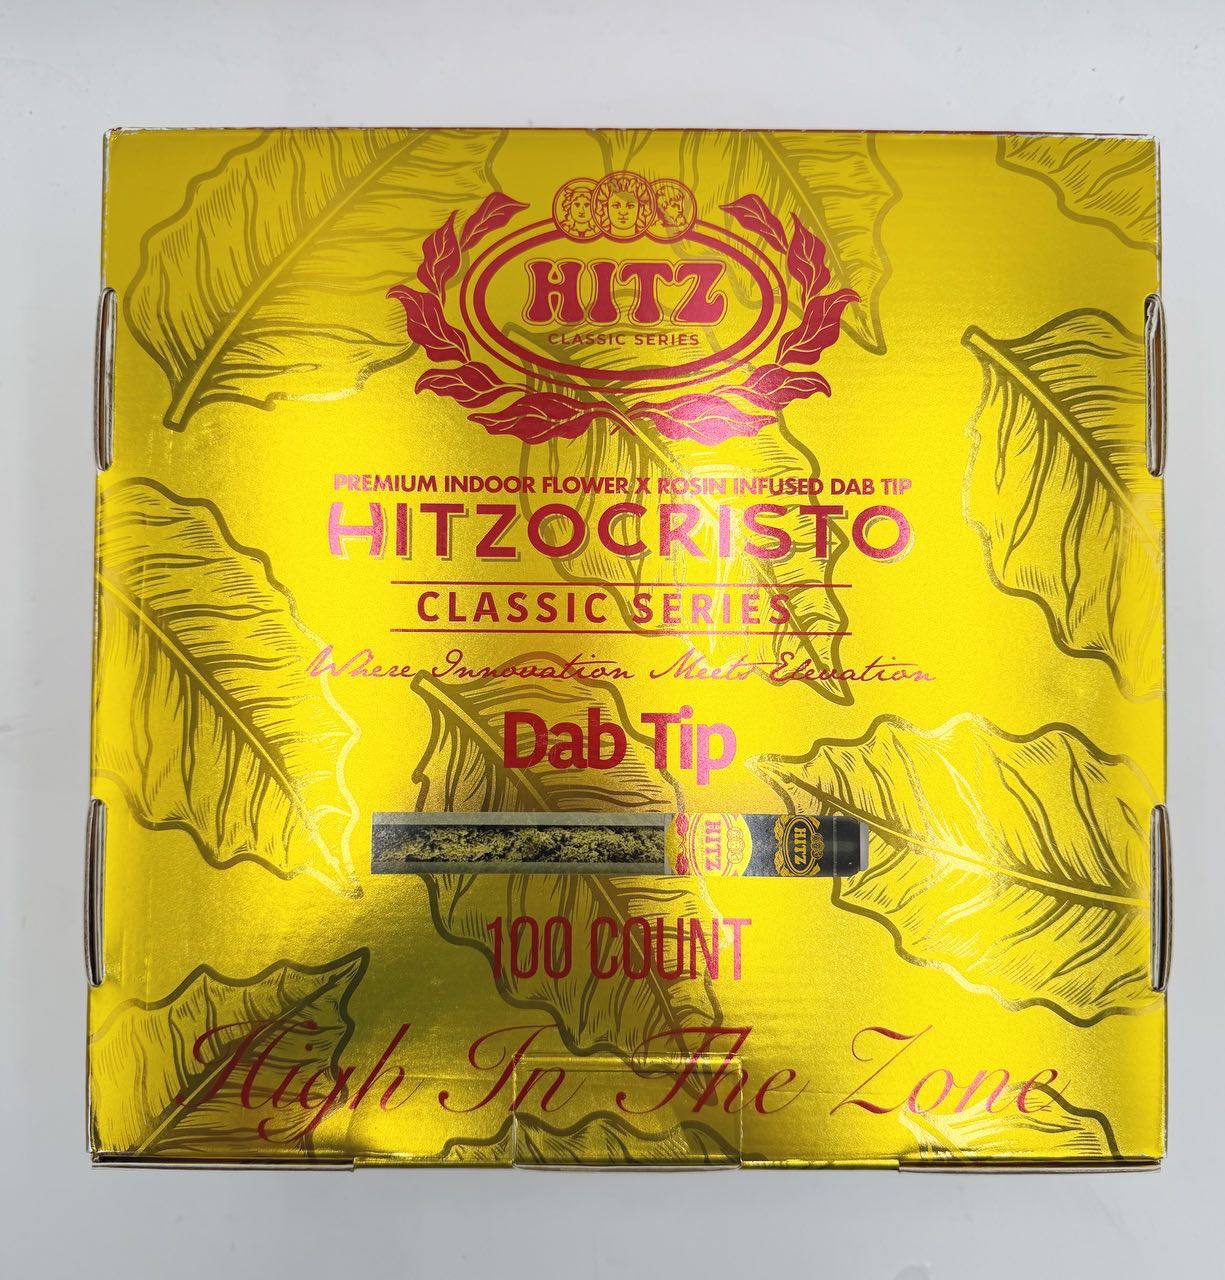 HITZ
CLASSIC SERIES
PREMIUM INDOOR FLOWER X ROSIN INFUSED DAB TIP
HITZOCRISTO
CLASSIC SERIES
Where Innovation Meets Elevation
Dab Tip
HITZ
HITZ
100 COUNT
High In The Zone